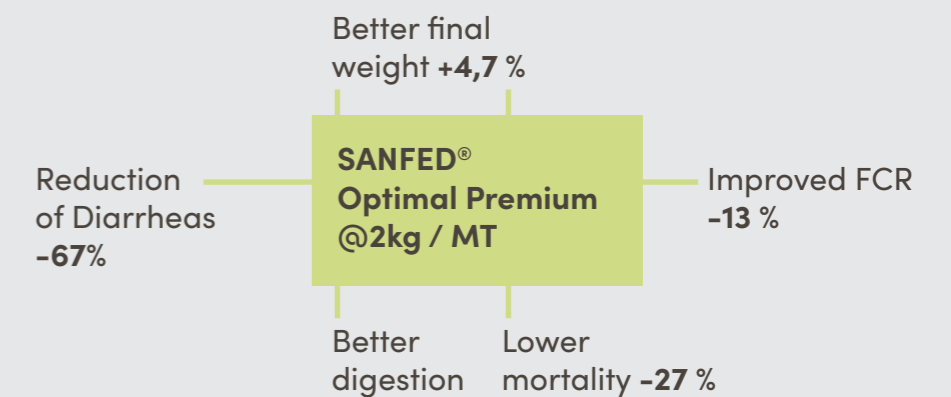 Better final
weight +4,7 %
SANFED®
Optimal Premium
@2kg / MT
Reduction
of Diarrheas
-67%
Improved FCR
-13 %
Better
digestion
Lower
mortality -27 %